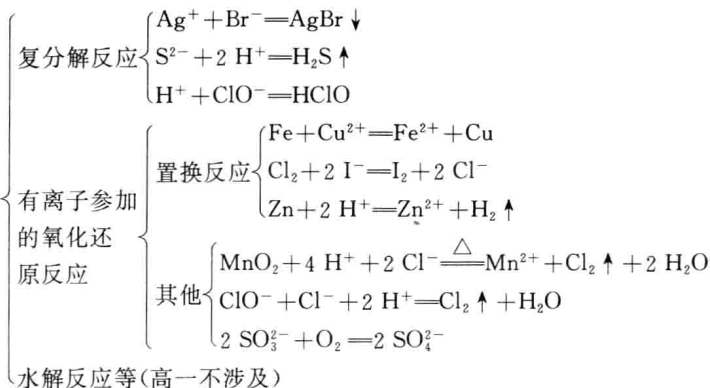 复分解反应
Ag⁺+Br⁻═AgBr↓
S²⁻+2 H⁺═H₂S↑
H⁺+ClO⁻═HClO
有离子参加
的氧化还
原反应
置换反应
Fe+Cu²⁺═Fe²⁺+Cu
Cl₂+2 I⁻═I₂+2 Cl⁻
Zn+2 H⁺═Zn²⁺+H₂↑
其他
MnO₂+4 H⁺+2 Cl⁻═△═Mn²⁺+Cl₂↑+2 H₂O
ClO⁻+Cl⁻+2 H⁺═Cl₂↑+H₂O
2 SO₃²⁻+O₂═2 SO₄²⁻
水解反应等(高一不涉及)